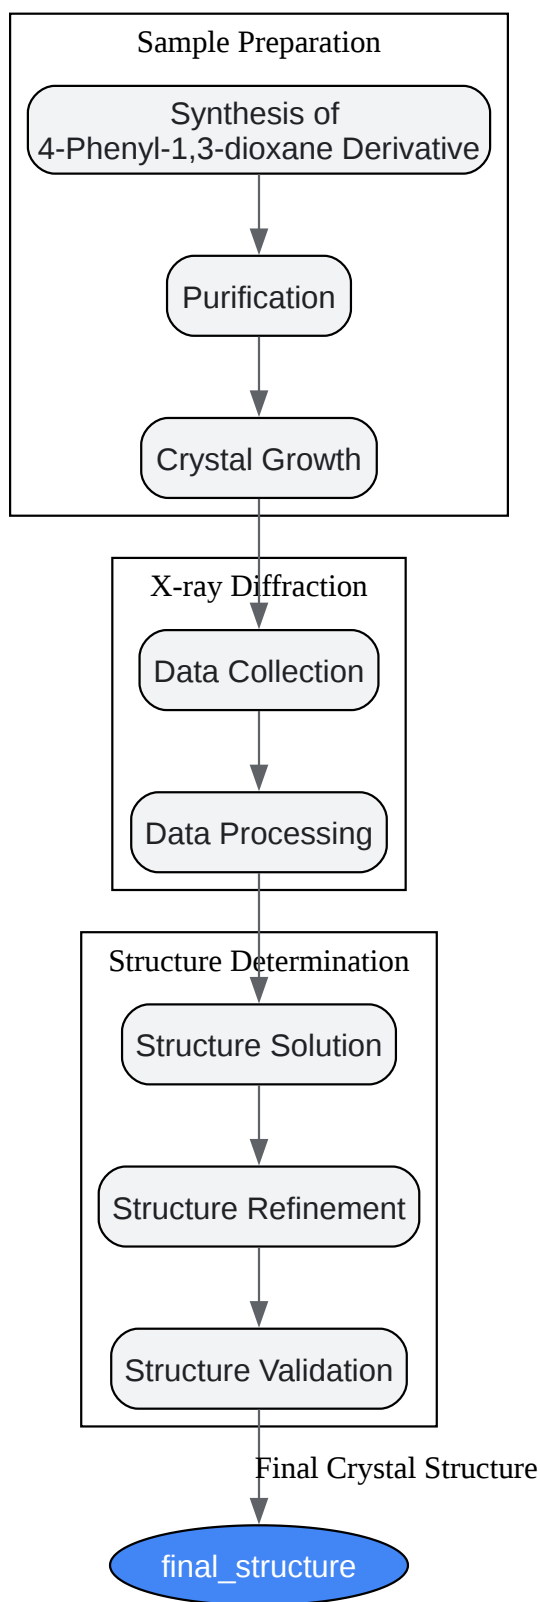 Sample Preparation
Synthesis of
4-Phenyl-1,3-dioxane Derivative
Purification
Crystal Growth
X-ray Diffraction
Data Collection
Data Processing
Structure Determination
Structure Solution
Structure Refinement
Structure Validation
Final Crystal Structure
final_structure